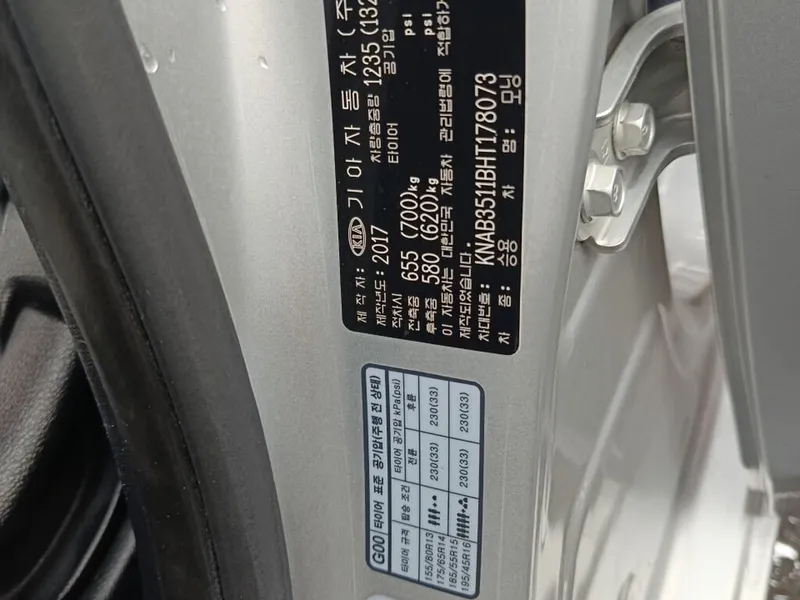 제작자: KIA 기아자동차(주
제작년도: 2017 차량총중량 1235 (132
적차시 타이어 공기압
전축중 655 (700)kg psi
후축중 580 (620)kg psi
이 자동차는 대한민국 자동차 관리법령에 적합하게
제작되었습니다.
차대번호: KNAB3511BHT178073
차 종: 승용 차 명: 모닝
G00 타이어 표준 공기압(주행 전 상태)
타이어 규격 탑승 조건 타이어 공기압 kPa(psi)
전륜 후륜
155/80R13
175/65R14 230(33) 230(33)
185/55R15
195/45R16 230(33) 230(33)